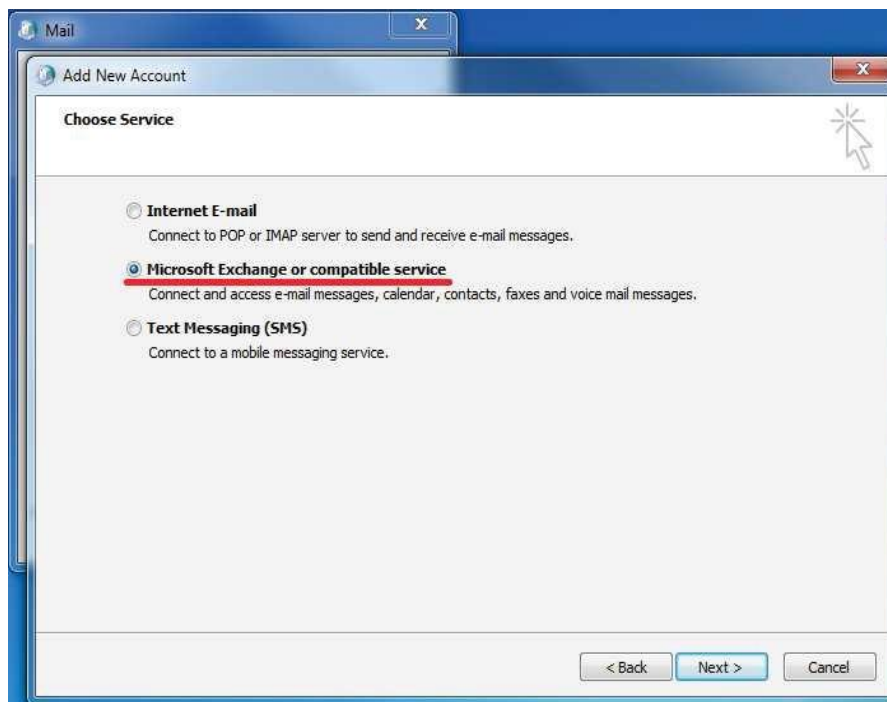 Mail
X
Add New Account
X
Choose Service
Internet E-mail
Connect to POP or IMAP server to send and receive e-mail messages.
Microsoft Exchange or compatible service
Connect and access e-mail messages, calendar, contacts, faxes and voice mail messages.
Text Messaging (SMS)
Connect to a mobile messaging service.
< Back Next > Cancel